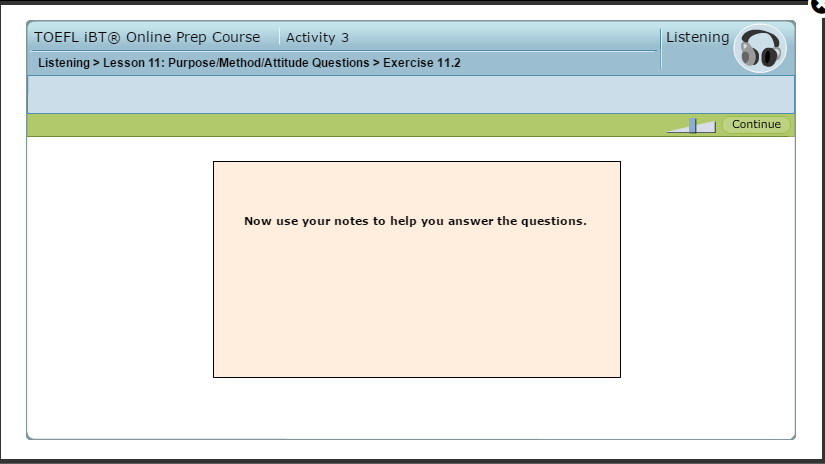 TOEFL iBT® Online Prep Course Activity 3 Listening
Listening > Lesson 11: Purpose/Method/Attitude Questions > Exercise 11.2
Continue
Now use your notes to help you answer the questions.